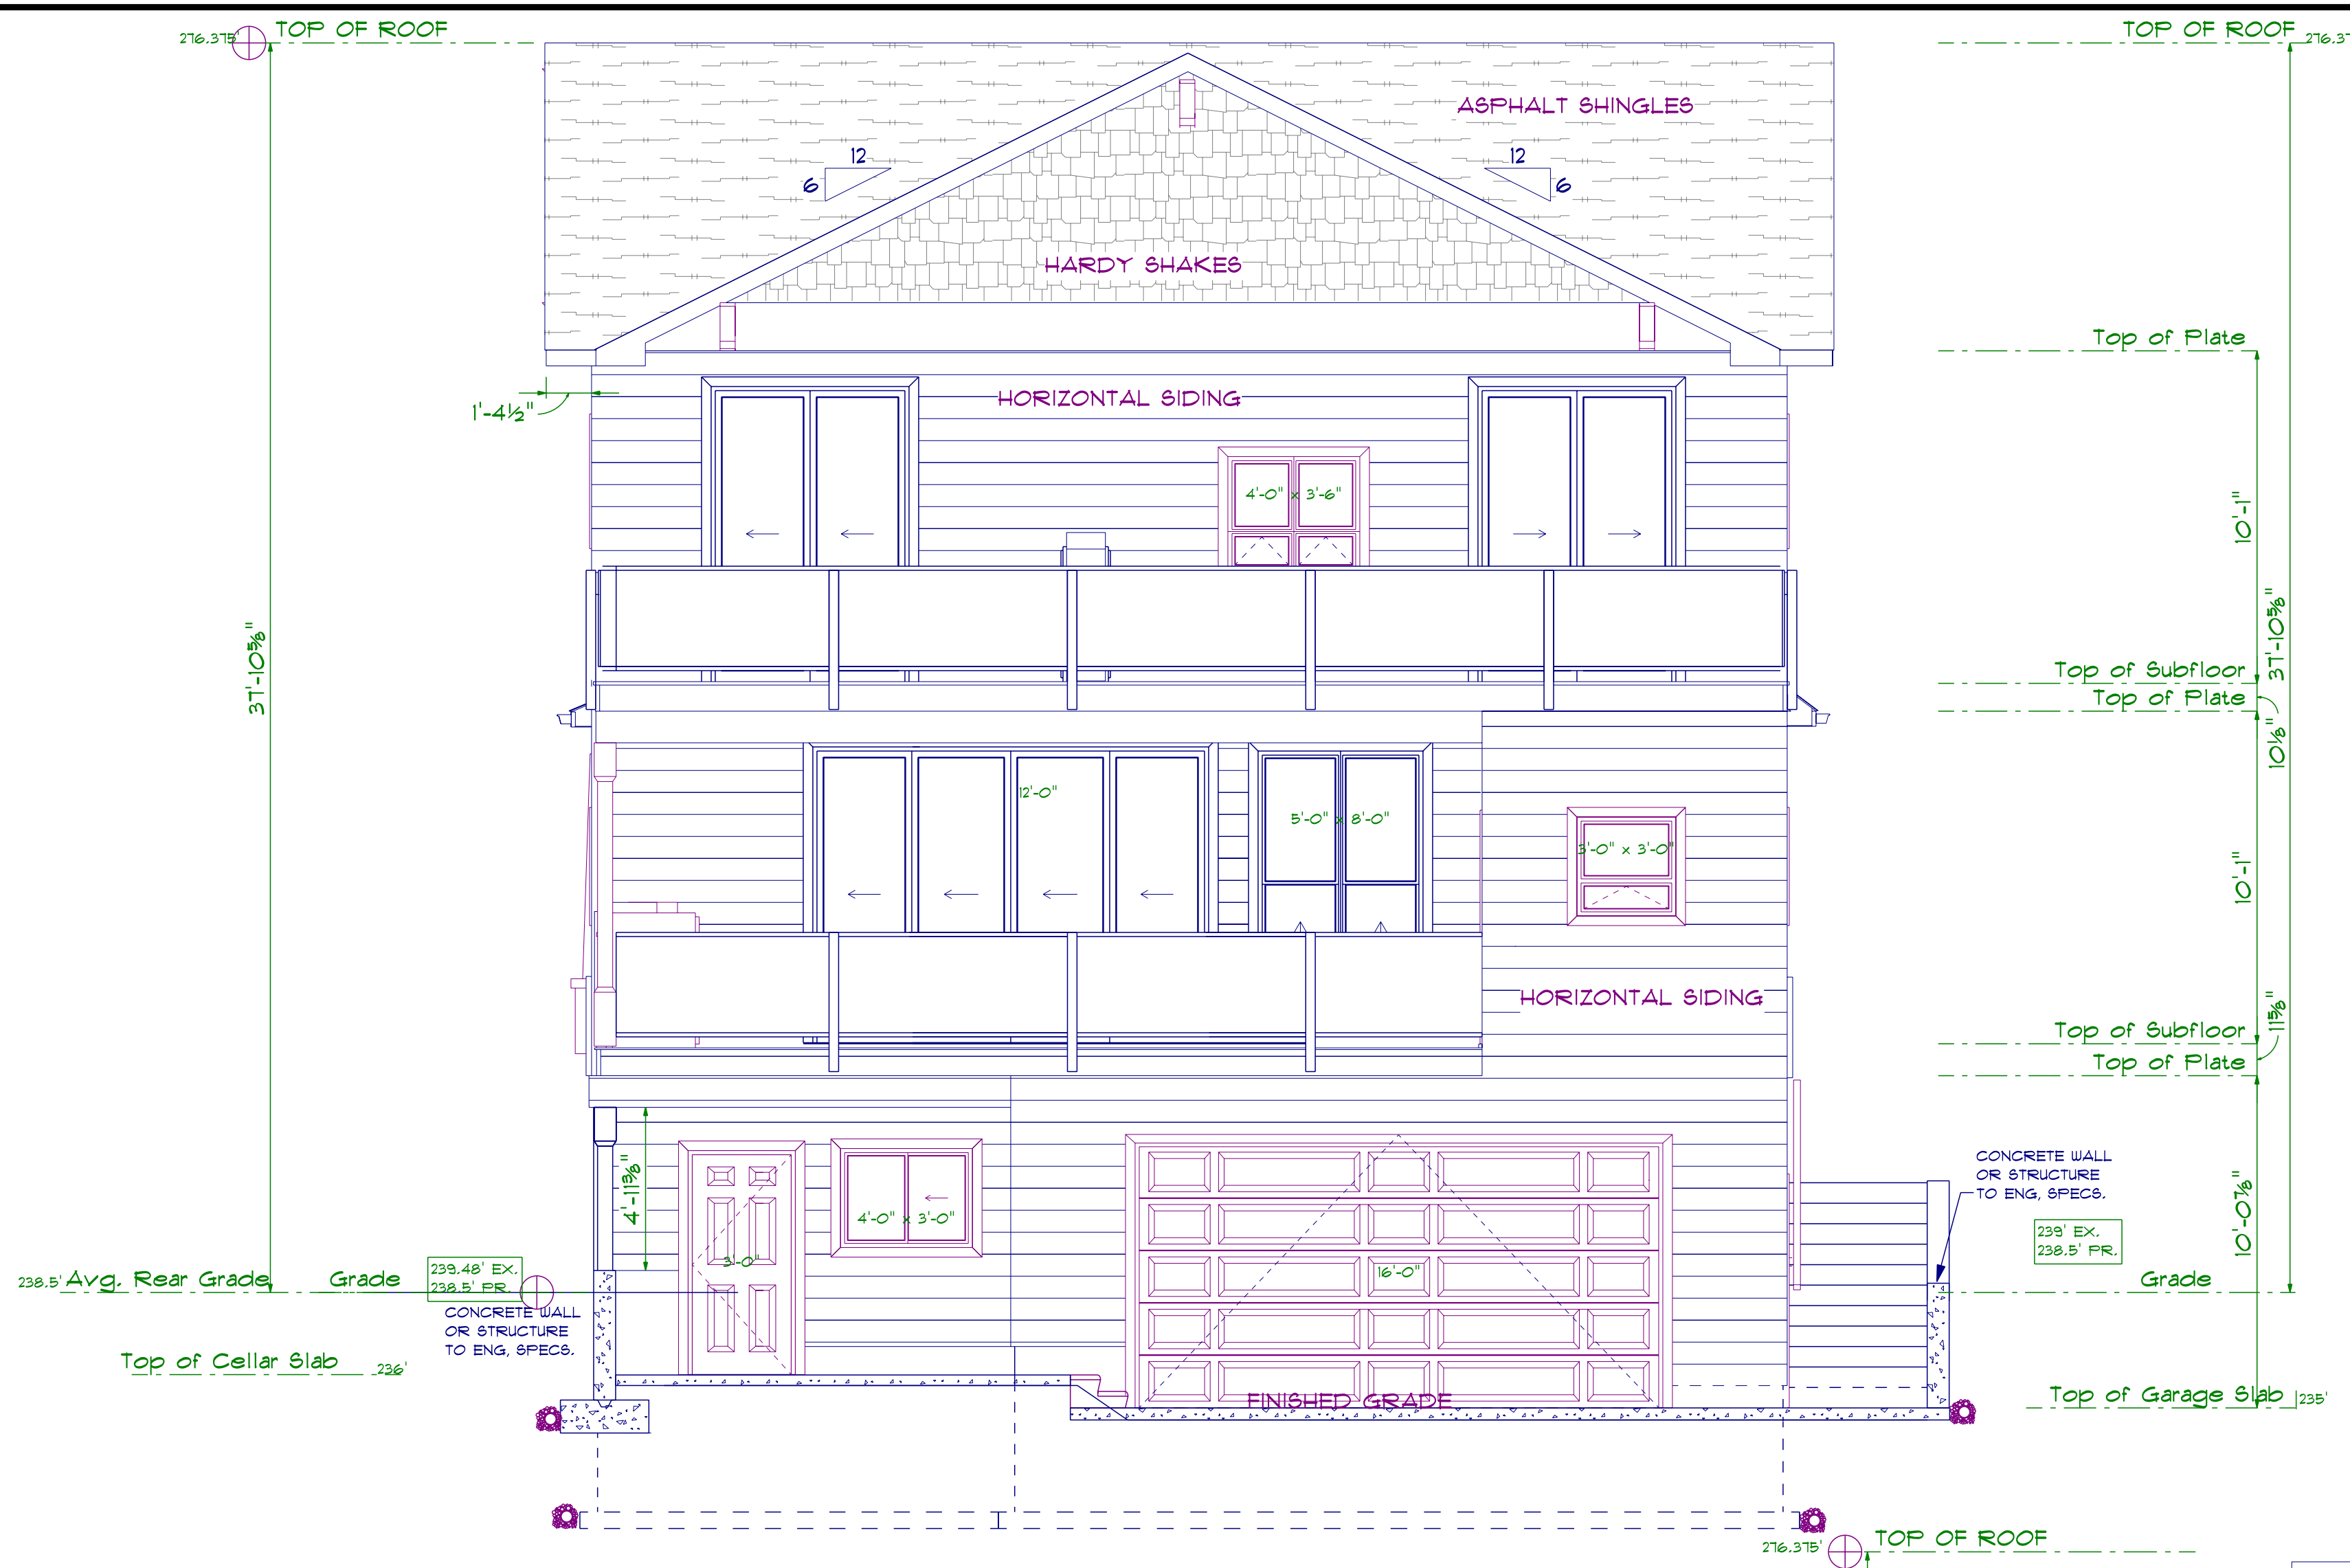 276.375'
TOP OF ROOF
TOP OF ROOF
ASPHALT SHINGLES
12
6
12
6
HARDY SHAKES
Top of Plate
1'-4½"
HORIZONTAL SIDING
4'-0" x 3'-6"
10'-1"
37'-10⅝"
37'-10⅝"
Top of Subfloor
Top of Plate
10⅛"
12'-0"
5'-0" x 8'-0"
3'-0" x 3'-0"
10'-1"
HORIZONTAL SIDING
11⅝"
Top of Subfloor
Top of Plate
4'-11⅜"
CONCRETE WALL
OR STRUCTURE
TO ENG, SPECS.
10'-0⅞"
4'-0" x 3'-0"
3'-0"
16'-0"
239' EX.
238.5' PR.
238.5' Avg. Rear Grade
Grade
239.48' EX.
238.5' PR.
Grade
CONCRETE WALL
OR STRUCTURE
TO ENG, SPECS.
Top of Cellar Slab 236'
FINISHED GRADE
Top of Garage Slab 235'
276.375'
TOP OF ROOF